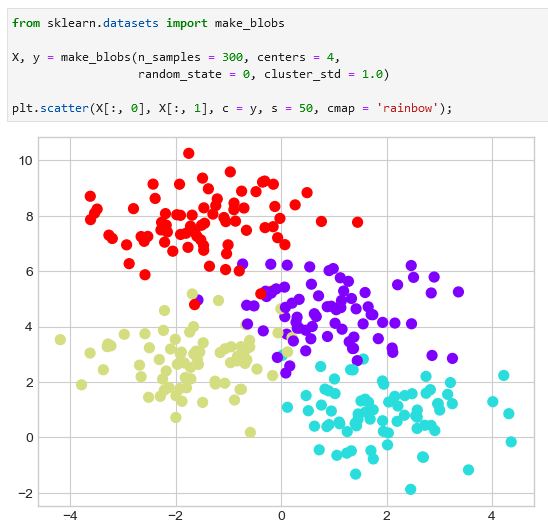 from sklearn.datasets import make_blobs
X, y = make_blobs(n_samples = 300, centers = 4,
random_state = 0, cluster_std = 1.0)
plt.scatter(X[:, 0], X[:, 1], c = y, s = 50, cmap = 'rainbow');
10
8
6
4
2
0
−2
−4 −2 0 2 4